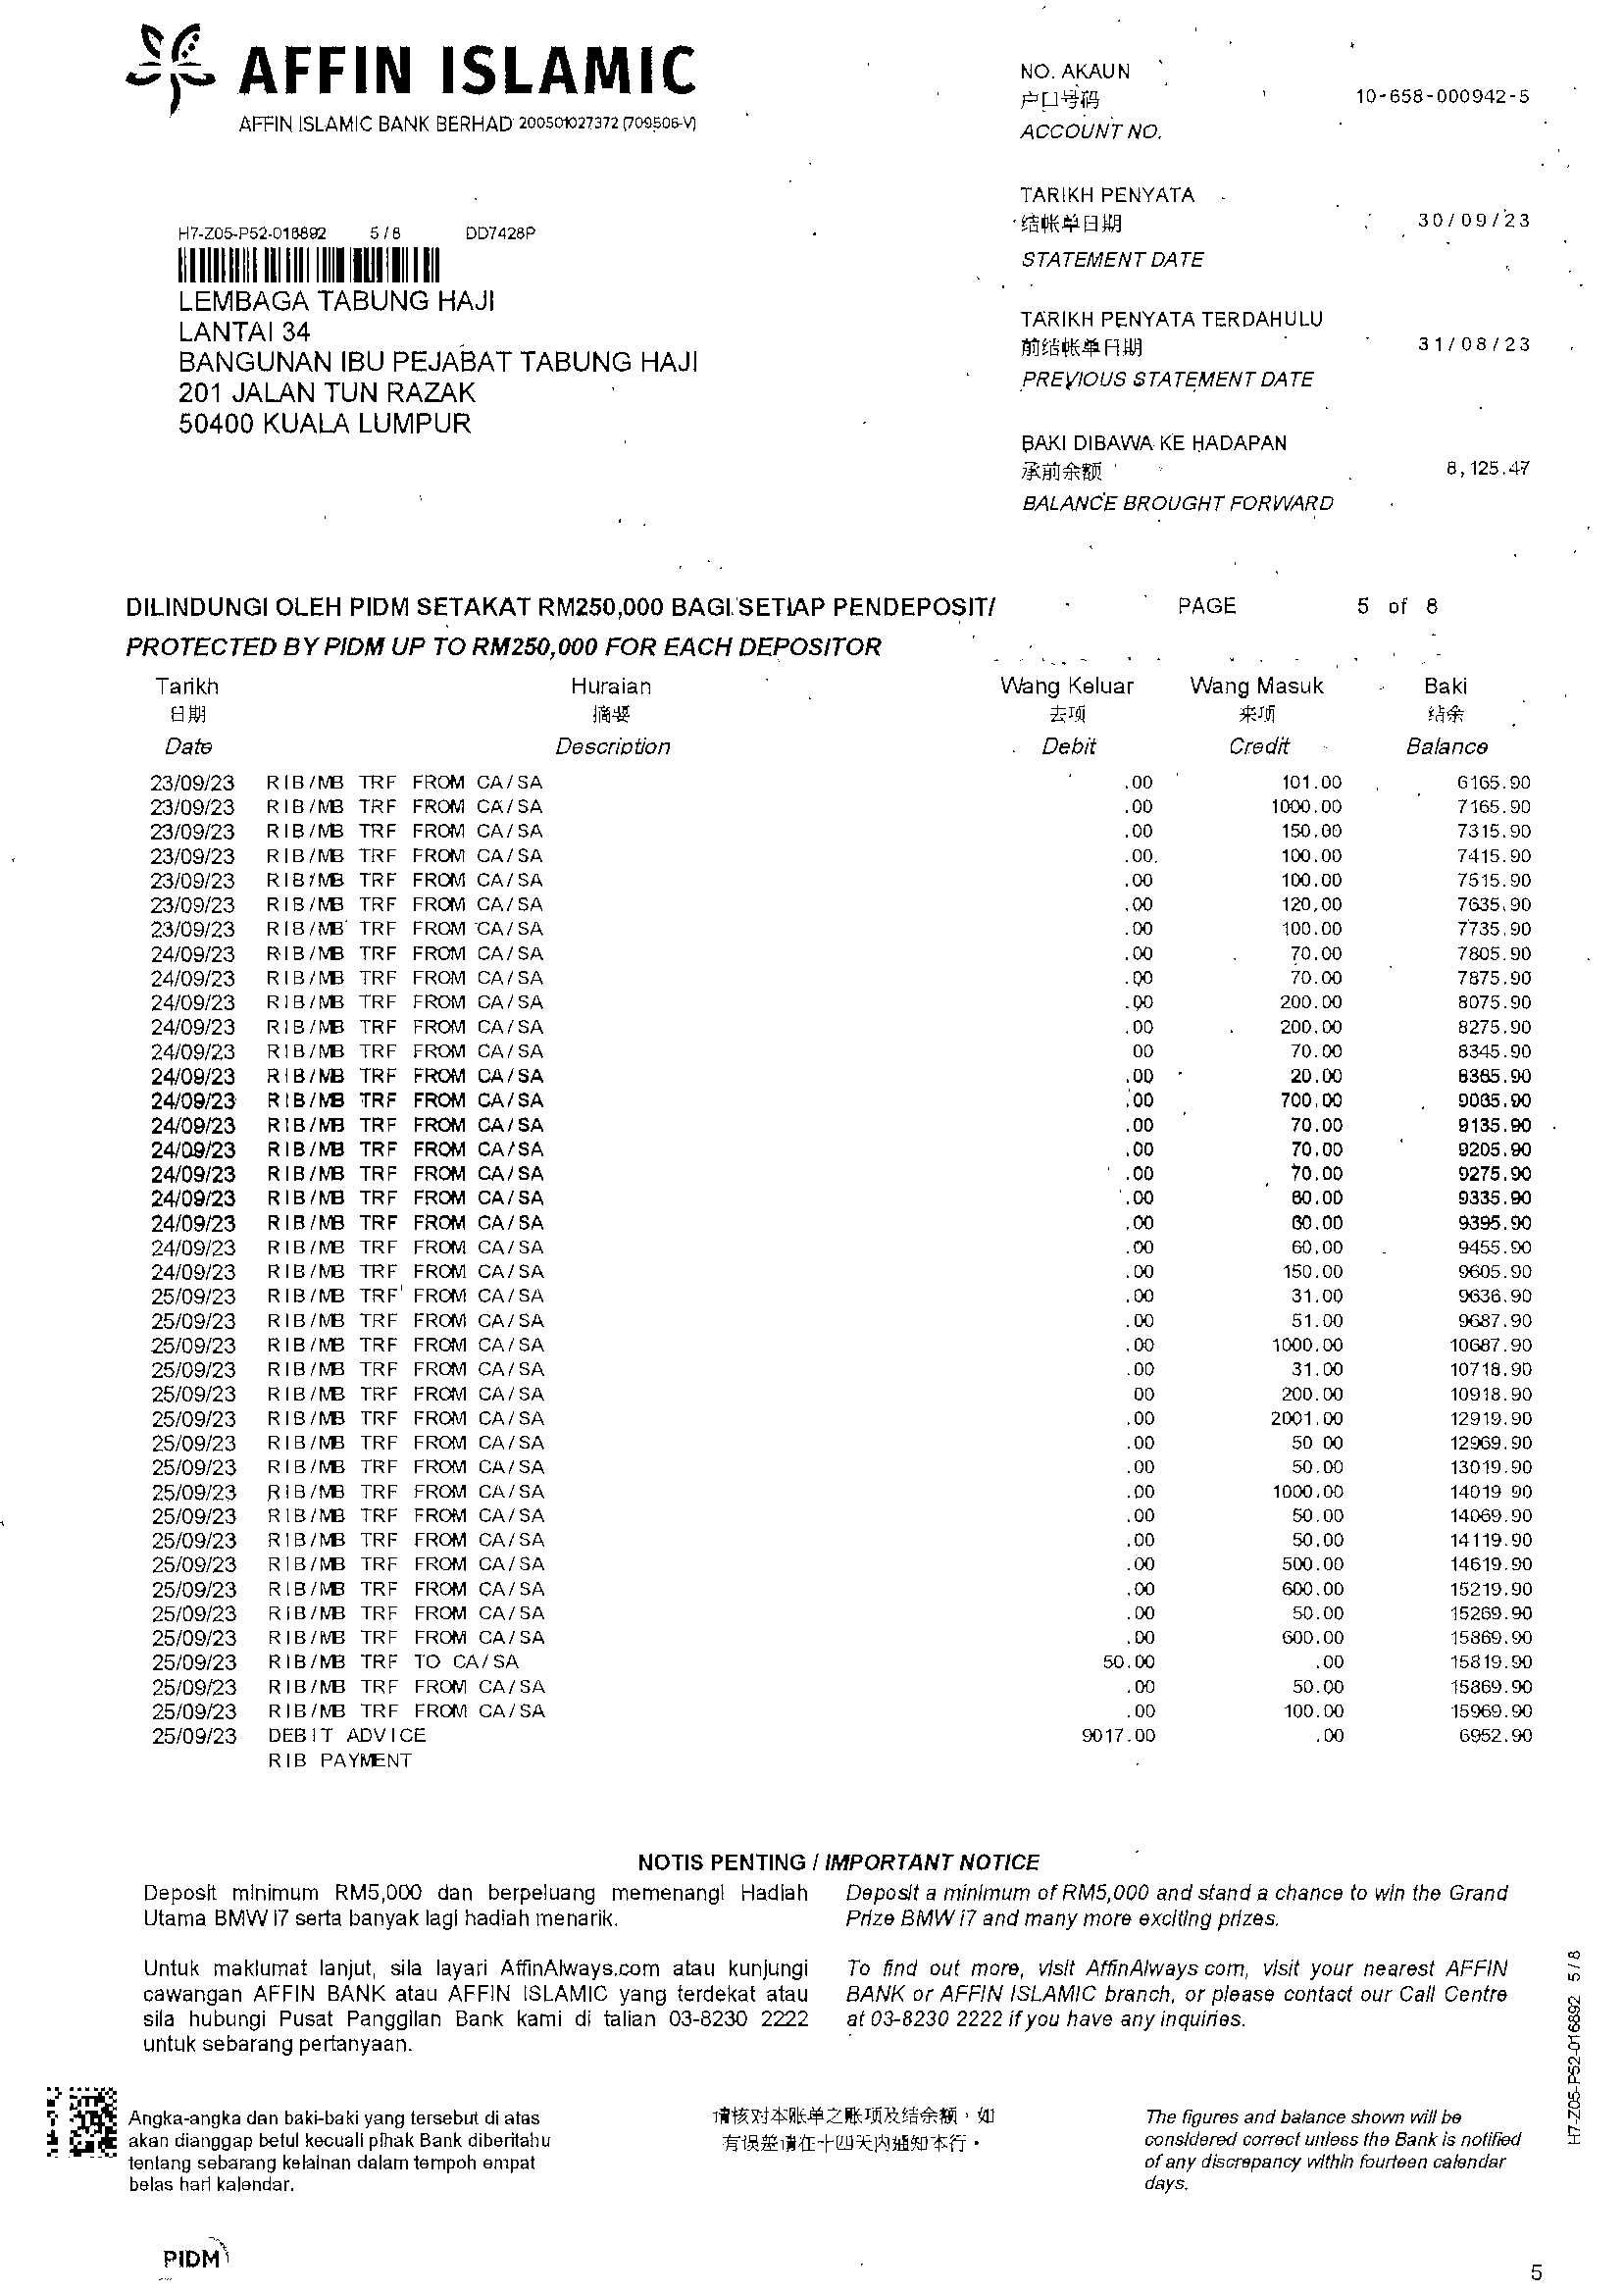 AFFIN ISLAMIC
AFFIN ISLAMIC BANK BERHAD 200501027372 (709506-V)
NO. AKAUN
户口号码
ACCOUNT NO.
10-658-000942-5
TARIKH PENYATA
结帐单日期
STATEMENT DATE
30/09/23
H7-Z05-P52-016892 5/8 DD7428P
LEMBAGA TABUNG HAJI
LANTAI 34
BANGUNAN IBU PEJABAT TABUNG HAJI
201 JALAN TUN RAZAK
50400 KUALA LUMPUR
TARIKH PENYATA TERDAHULU
前结帐单日期
PREVIOUS STATEMENT DATE
31/08/23
BAKI DIBAWA KE HADAPAN
承前余额
BALANCE BROUGHT FORWARD
8,125.47
DILINDUNGI OLEH PIDM SETAKAT RM250,000 BAGI SETIAP PENDEPOSIT/
PROTECTED BY PIDM UP TO RM250,000 FOR EACH DEPOSITOR
PAGE 5 of 8
Tarikh Huraian Wang Keluar Wang Masuk Baki
日期 摘要 去项 来项 结余
Date Description Debit Credit Balance
23/09/23 RIB/MB TRF FROM CA/SA .00 101.00 6165.90
23/09/23 RIB/MB TRF FROM CA/SA .00 1000.00 7165.90
23/09/23 RIB/MB TRF FROM CA/SA .00 150.00 7315.90
23/09/23 RIB/MB TRF FROM CA/SA .00 100.00 7415.90
23/09/23 RIB/MB TRF FROM CA/SA .00 100.00 7515.90
23/09/23 RIB/MB TRF FROM CA/SA .00 120.00 7635.90
23/09/23 RIB/MB TRF FROM CA/SA .00 100.00 7735.90
24/09/23 RIB/MB TRF FROM CA/SA .00 70.00 7805.90
24/09/23 RIB/MB TRF FROM CA/SA .00 70.00 7875.90
24/09/23 RIB/MB TRF FROM CA/SA .00 200.00 8075.90
24/09/23 RIB/MB TRF FROM CA/SA .00 200.00 8275.90
24/09/23 RIB/MB TRF FROM CA/SA 00 70.00 8345.90
24/09/23 RIB/MB TRF FROM CA/SA .00 20.00 8365.90
24/09/23 RIB/MB TRF FROM CA/SA .00 700.00 9065.90
24/09/23 RIB/MB TRF FROM CA/SA .00 70.00 9135.90
24/09/23 RIB/MB TRF FROM CA/SA .00 70.00 9205.90
24/09/23 RIB/MB TRF FROM CA/SA .00 70.00 9275.90
24/09/23 RIB/MB TRF FROM CA/SA .00 60.00 9335.90
24/09/23 RIB/MB TRF FROM CA/SA .00 60.00 9395.90
24/09/23 RIB/MB TRF FROM CA/SA .00 60.00 9455.90
24/09/23 RIB/MB TRF FROM CA/SA .00 150.00 9605.90
25/09/23 RIB/MB TRF FROM CA/SA .00 31.00 9636.90
25/09/23 RIB/MB TRF FROM CA/SA .00 51.00 9687.90
25/09/23 RIB/MB TRF FROM CA/SA .00 1000.00 10687.90
25/09/23 RIB/MB TRF FROM CA/SA .00 31.00 10718.90
25/09/23 RIB/MB TRF FROM CA/SA 00 200.00 10918.90
25/09/23 RIB/MB TRF FROM CA/SA .00 2001.00 12919.90
25/09/23 RIB/MB TRF FROM CA/SA .00 50 00 12969.90
25/09/23 RIB/MB TRF FROM CA/SA .00 50.00 13019.90
25/09/23 RIB/MB TRF FROM CA/SA .00 1000.00 14019 90
25/09/23 RIB/MB TRF FROM CA/SA .00 50.00 14069.90
25/09/23 RIB/MB TRF FROM CA/SA .00 50.00 14119.90
25/09/23 RIB/MB TRF FROM CA/SA .00 500.00 14619.90
25/09/23 RIB/MB TRF FROM CA/SA .00 600.00 15219.90
25/09/23 RIB/MB TRF FROM CA/SA .00 50.00 15269.90
25/09/23 RIB/MB TRF FROM CA/SA .00 600.00 15869.90
25/09/23 RIB/MB TRF TO CA/SA 50.00 .00 15819.90
25/09/23 RIB/MB TRF FROM CA/SA .00 50.00 15869.90
25/09/23 RIB/MB TRF FROM CA/SA .00 100.00 15969.90
25/09/23 DEBIT ADVICE 9017.00 .00 6952.90
RIB PAYMENT
NOTIS PENTING / IMPORTANT NOTICE
Deposit minimum RM5,000 dan berpeluang memenangi Hadiah
Utama BMW i7 serta banyak lagi hadiah menarik.
Untuk maklumat lanjut, sila layari AffinAlways.com atau kunjungi
cawangan AFFIN BANK atau AFFIN ISLAMIC yang terdekat atau
sila hubungi Pusat Panggilan Bank kami di talian 03-8230 2222
untuk sebarang pertanyaan.
Deposit a minimum of RM5,000 and stand a chance to win the Grand
Prize BMW i7 and many more exciting prizes.
To find out more, visit AffinAlways com, visit your nearest AFFIN
BANK or AFFIN ISLAMIC branch, or please contact our Call Centre
at 03-8230 2222 if you have any inquiries.
H7-Z05-P52-016892 5/8
Angka-angka dan baki-baki yang tersebut di atas
akan dianggap betul kecuali pihak Bank diberitahu
tentang sebarang kelainan dalam tempoh empat
belas hari kalendar.
请核对本账单之账项及结余额，如
有误差请在十四天内通知本行。
The figures and balance shown will be
considered correct unless the Bank is notified
of any discrepancy within fourteen calendar
days.
PIDM
5